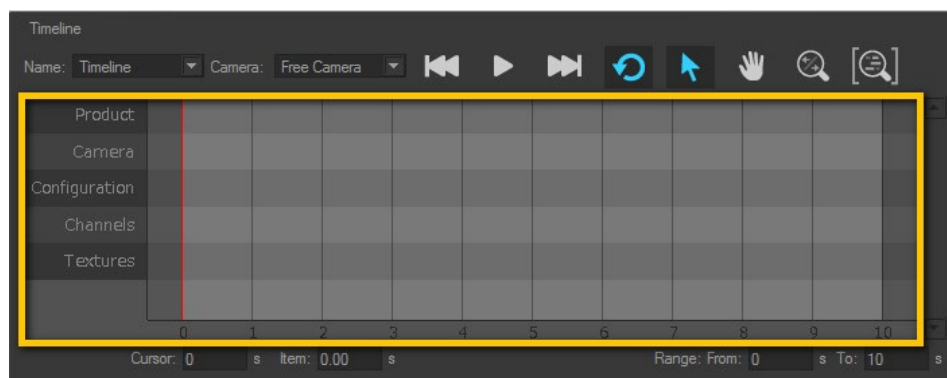 Timeline
Name: Timeline Camera: Free Camera
Product
Camera
Configuration
Channels
Textures
0 1 2 3 4 5 6 7 8 9 10
Cursor: 0 s Item: 0.00 s Range: From: 0 s To: 10 s